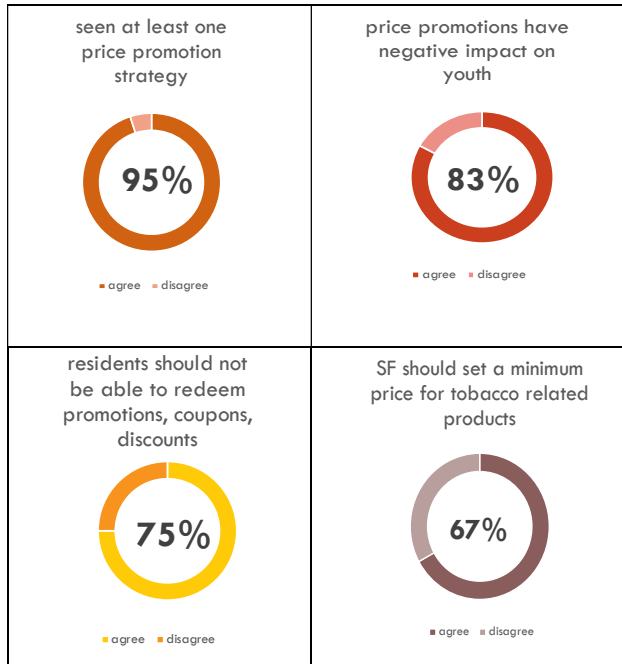 seen at least one
price promotion
strategy
95%
agree disagree
price promotions have
negative impact on
youth
83%
agree disagree
residents should not
be able to redeem
promotions, coupons,
discounts
75%
agree disagree
SF should set a minimum
price for tobacco related
products
67%
agree disagree